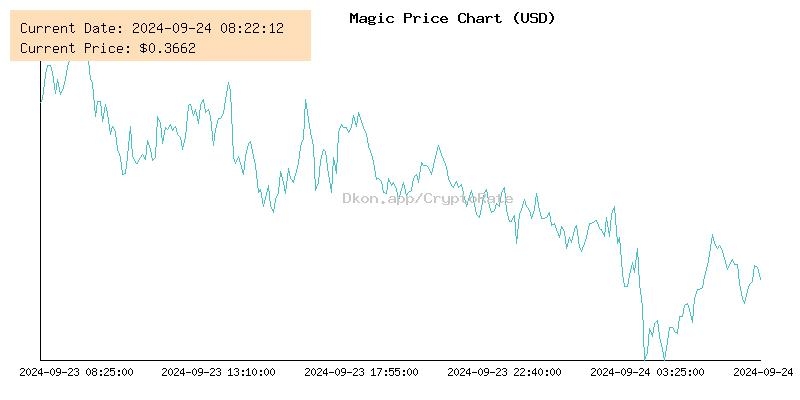 Magic Price Chart (USD)
Current Date: 2024-09-24 08:22:12
Current Price: $0.3662
Dkon.app/CryptoRate
2024-09-23 08:25:00 2024-09-23 13:10:00 2024-09-23 17:55:00 2024-09-23 22:40:00 2024-09-24 03:25:00 2024-09-24